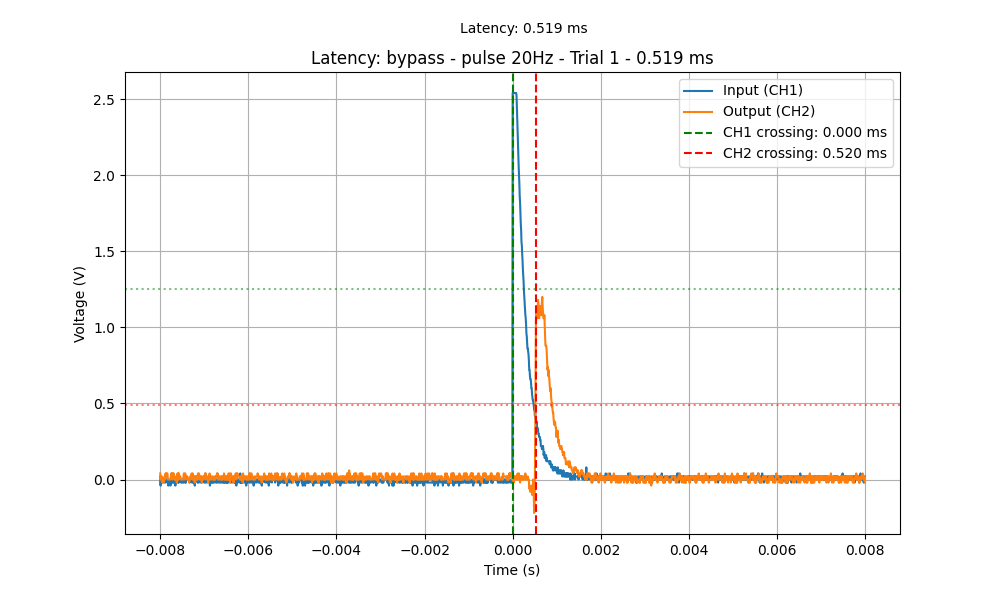 Latency: 0.519 ms
Latency: bypass - pulse 20Hz - Trial 1 - 0.519 ms
Input (CH1)
Output (CH2)
CH1 crossing: 0.000 ms
CH2 crossing: 0.520 ms
Voltage (V)
2.5
2.0
1.5
1.0
0.5
0.0
−0.008 −0.006 −0.004 −0.002 0.000 0.002 0.004 0.006 0.008
Time (s)